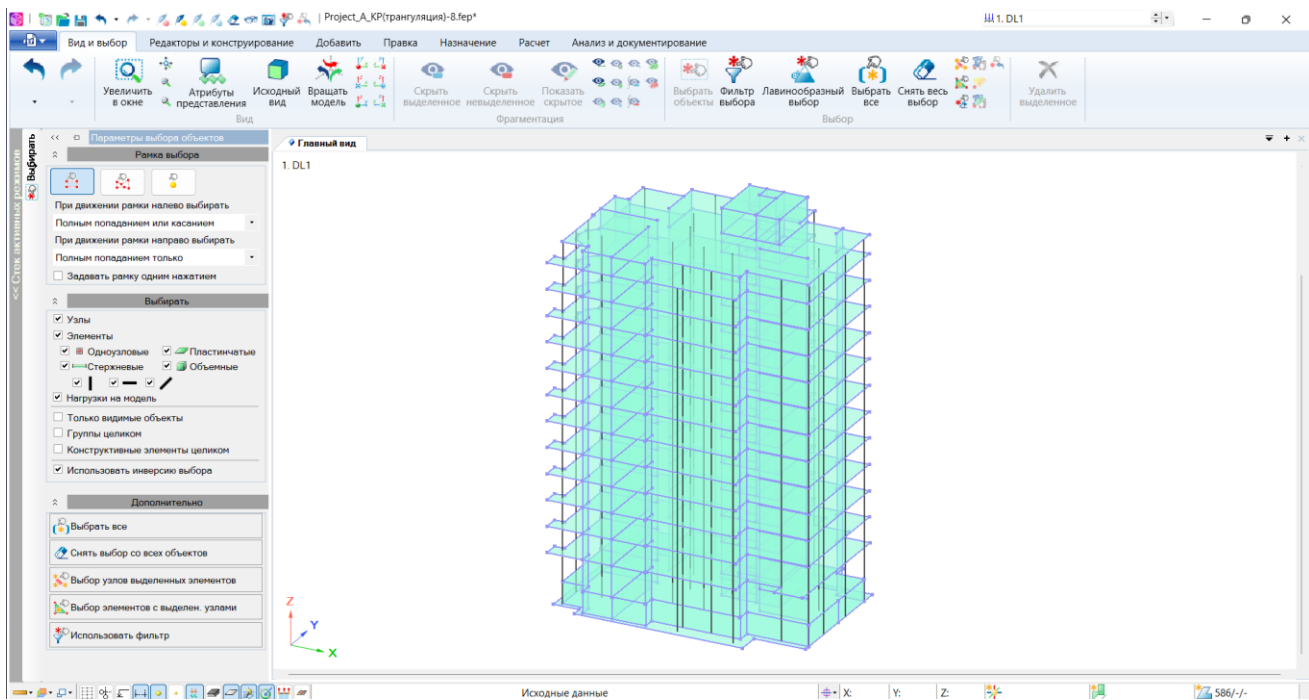 Project_A_KP(трангуляция)-8.fep*
1. DL1
Вид и выбор
Редакторы и конструирование
Добавить
Правка
Назначение
Расчет
Анализ и документирование
Увеличить в окне
Атрибуты представления
Исходный вид
Вращать модель
Скрыть выделенное
Скрыть невыделенное
Показать скрытое
Выбрать объекты
Фильтр выбора
Лавинообразный выбор
Выбрать все
Снять весь выбор
Удалить выделенное
Вид
Фрагментация
Выбор
<< Стек активных режимов
Выбирать
<<
Параметры выбора объектов
Рамка выбора
При движении рамки налево выбирать
Полным попаданием или касанием
При движении рамки направо выбирать
Полным попаданием только
Задавать рамку одним нажатием
Выбирать
Узлы
Элементы
Одноузловые
Пластинчатые
Стержневые
Объемные
Нагрузки на модель
Только видимые объекты
Группы целиком
Конструктивные элементы целиком
Использовать инверсию выбора
Дополнительно
Выбрать все
Снять выбор со всех объектов
Выбор узлов выделенных элементов
Выбор элементов с выделен. узлами
Использовать фильтр
Главный вид
1. DL1
Z
Y
X
Исходные данные
X:
Y:
Z:
586/-/-